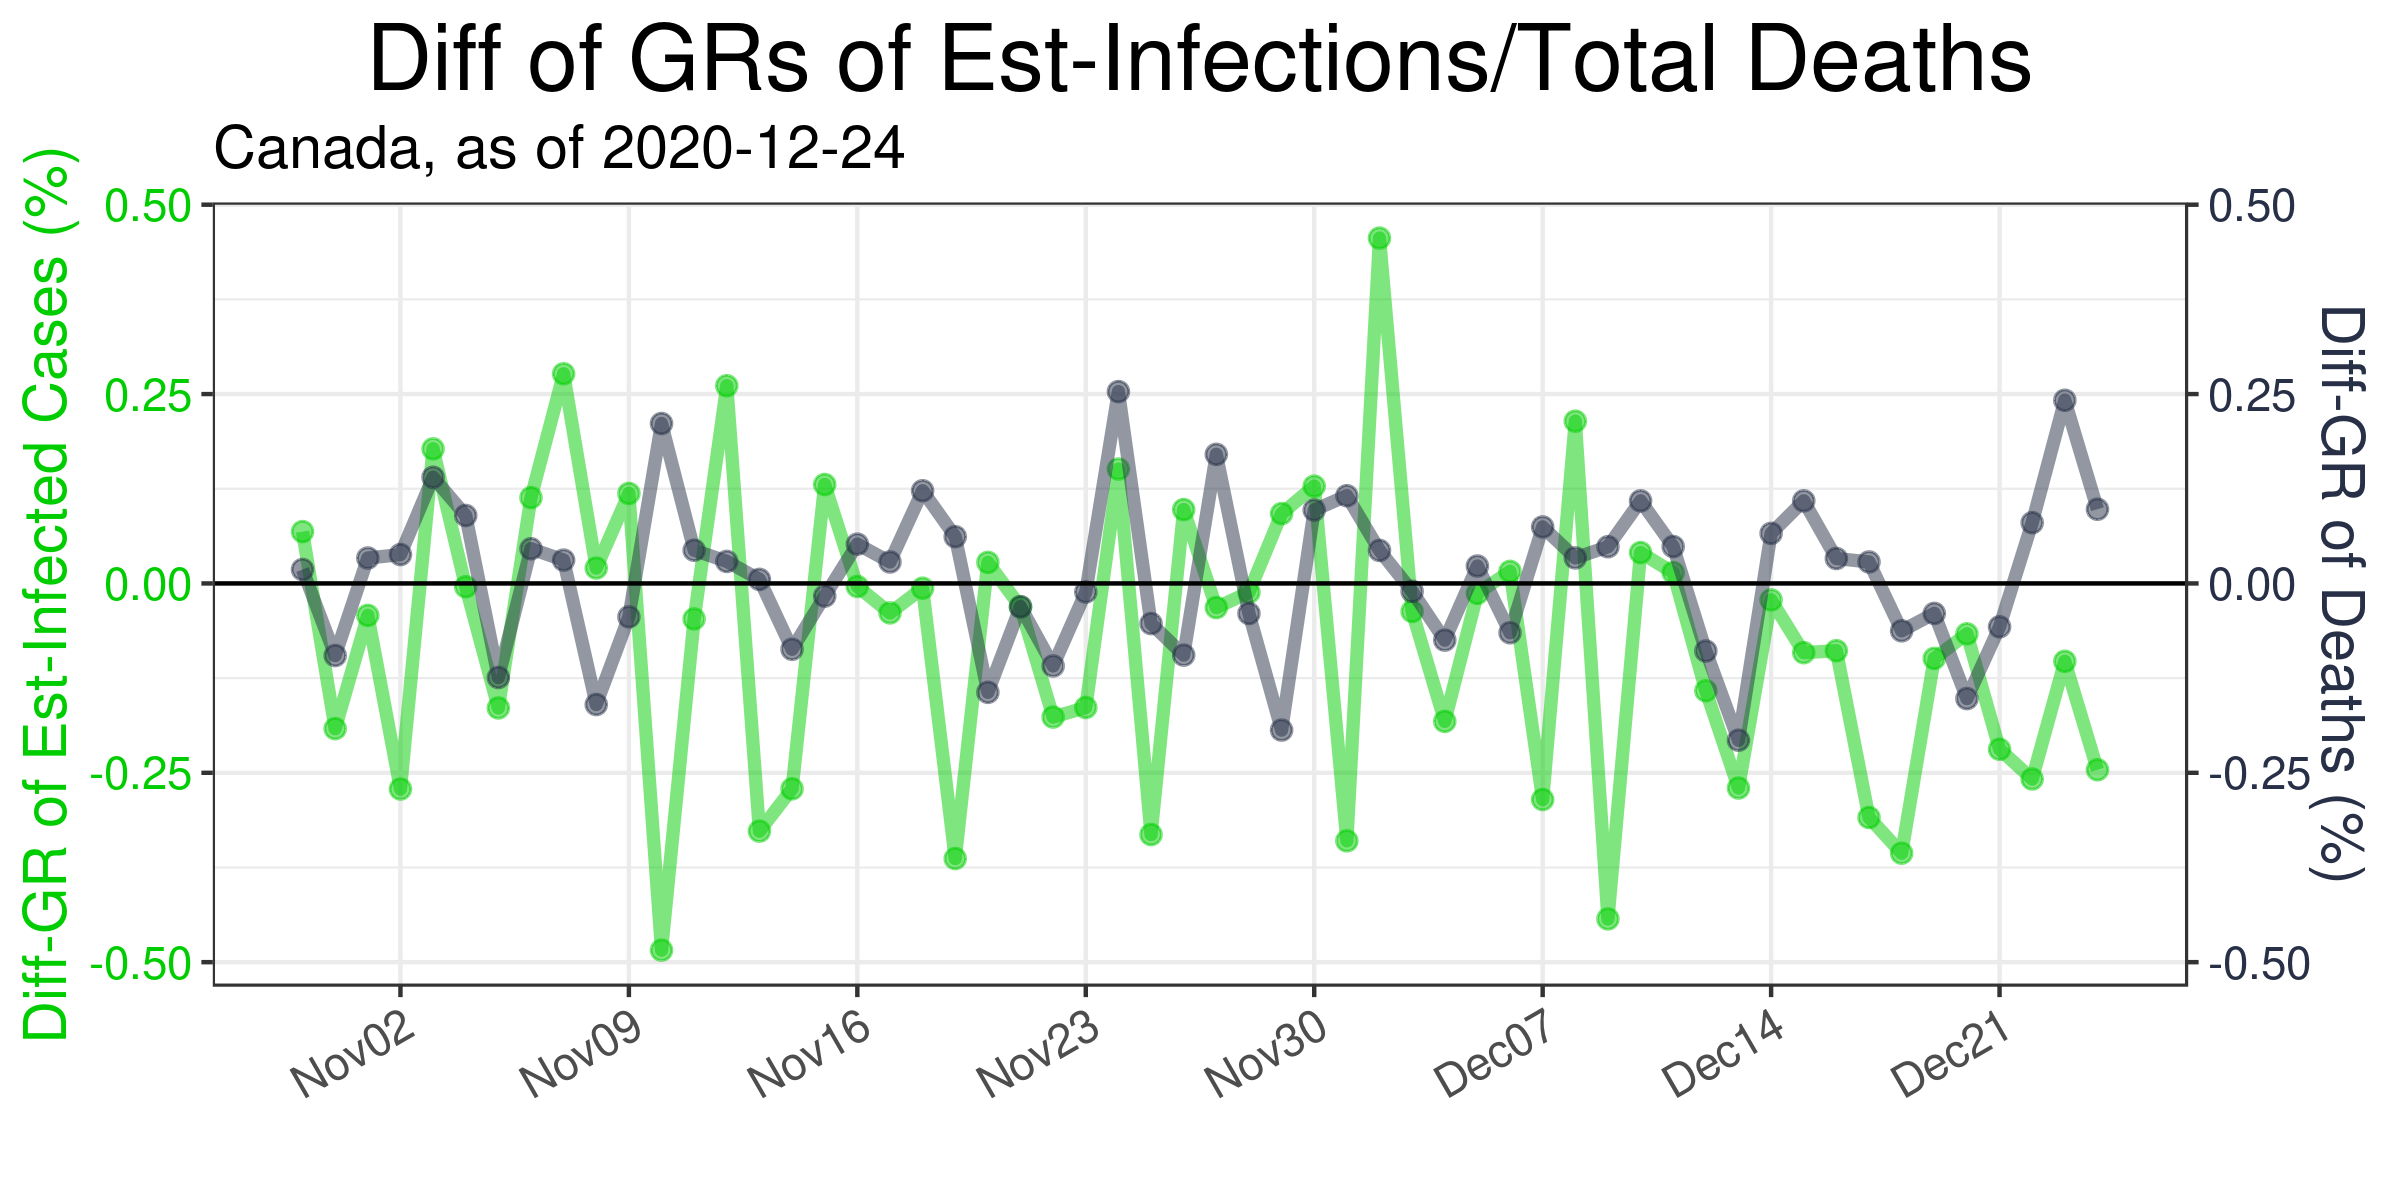 Diff of GRs of Est-Infections/Total Deaths
Canada, as of 2020-12-24
Diff-GR of Est-Infected Cases (%)
0.50
0.25
0.00
-0.25
-0.50
0.50
0.25
0.00
-0.25
-0.50
Diff-GR of Deaths (%)
Nov02
Nov09
Nov16
Nov23
Nov30
Dec07
Dec14
Dec21